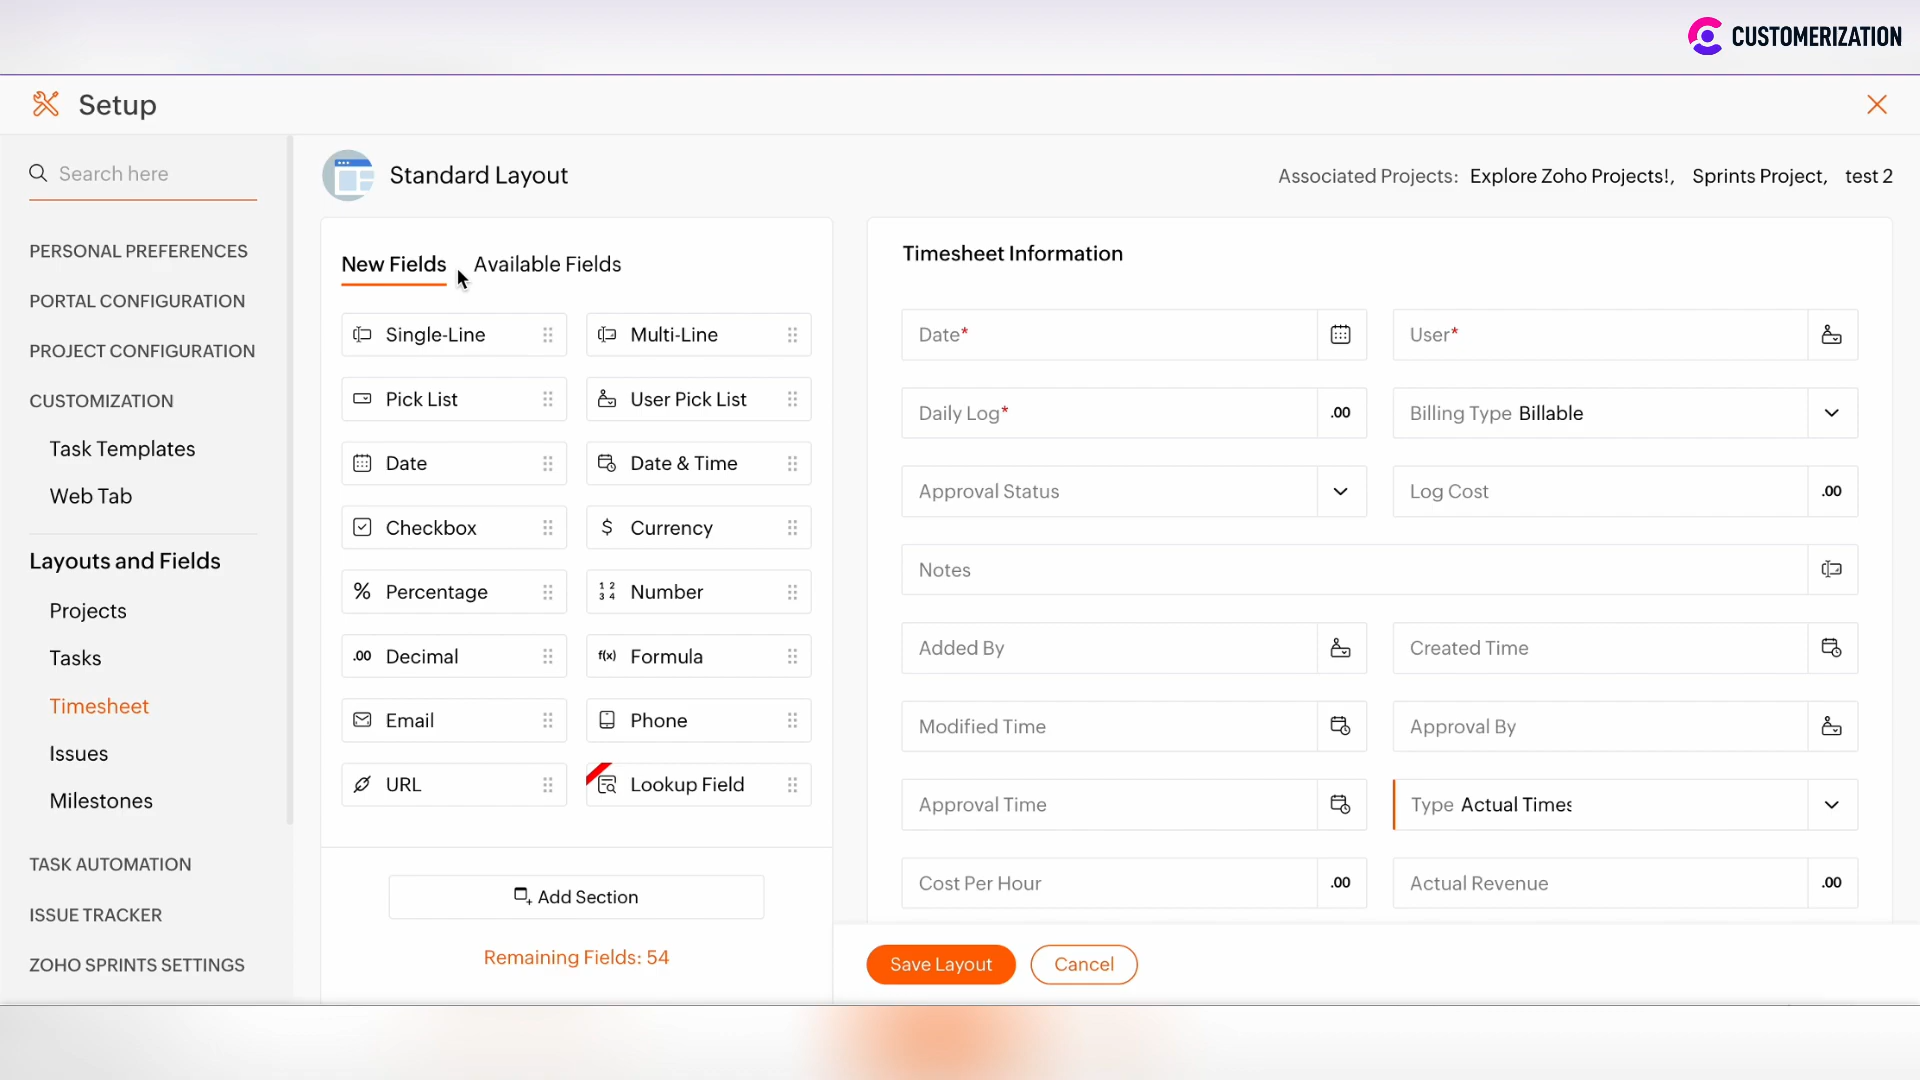 CUSTOMERIZATION
Setup
Search here
PERSONAL PREFERENCES
PORTAL CONFIGURATION
PROJECT CONFIGURATION
CUSTOMIZATION
Task Templates
Web Tab
Layouts and Fields
Projects
Tasks
Timesheet
Issues
Milestones
TASK AUTOMATION
ISSUE TRACKER
ZOHO SPRINTS SETTINGS
Standard Layout
Associated Projects: Explore Zoho Projects!, Sprints Project, test 2
New Fields Available Fields
Single-Line Multi-Line
Pick List User Pick List
Date Date & Time
Checkbox $ Currency
% Percentage 1 2 3 4 Number
.00 Decimal f(x) Formula
Email Phone
URL Lookup Field
Add Section
Remaining Fields: 54
Timesheet Information
Date* User*
Daily Log* .00 Billing Type Billable
Approval Status Log Cost .00
Notes
Added By Created Time
Modified Time Approval By
Approval Time Type Actual Times
Cost Per Hour .00 Actual Revenue .00
Save Layout Cancel